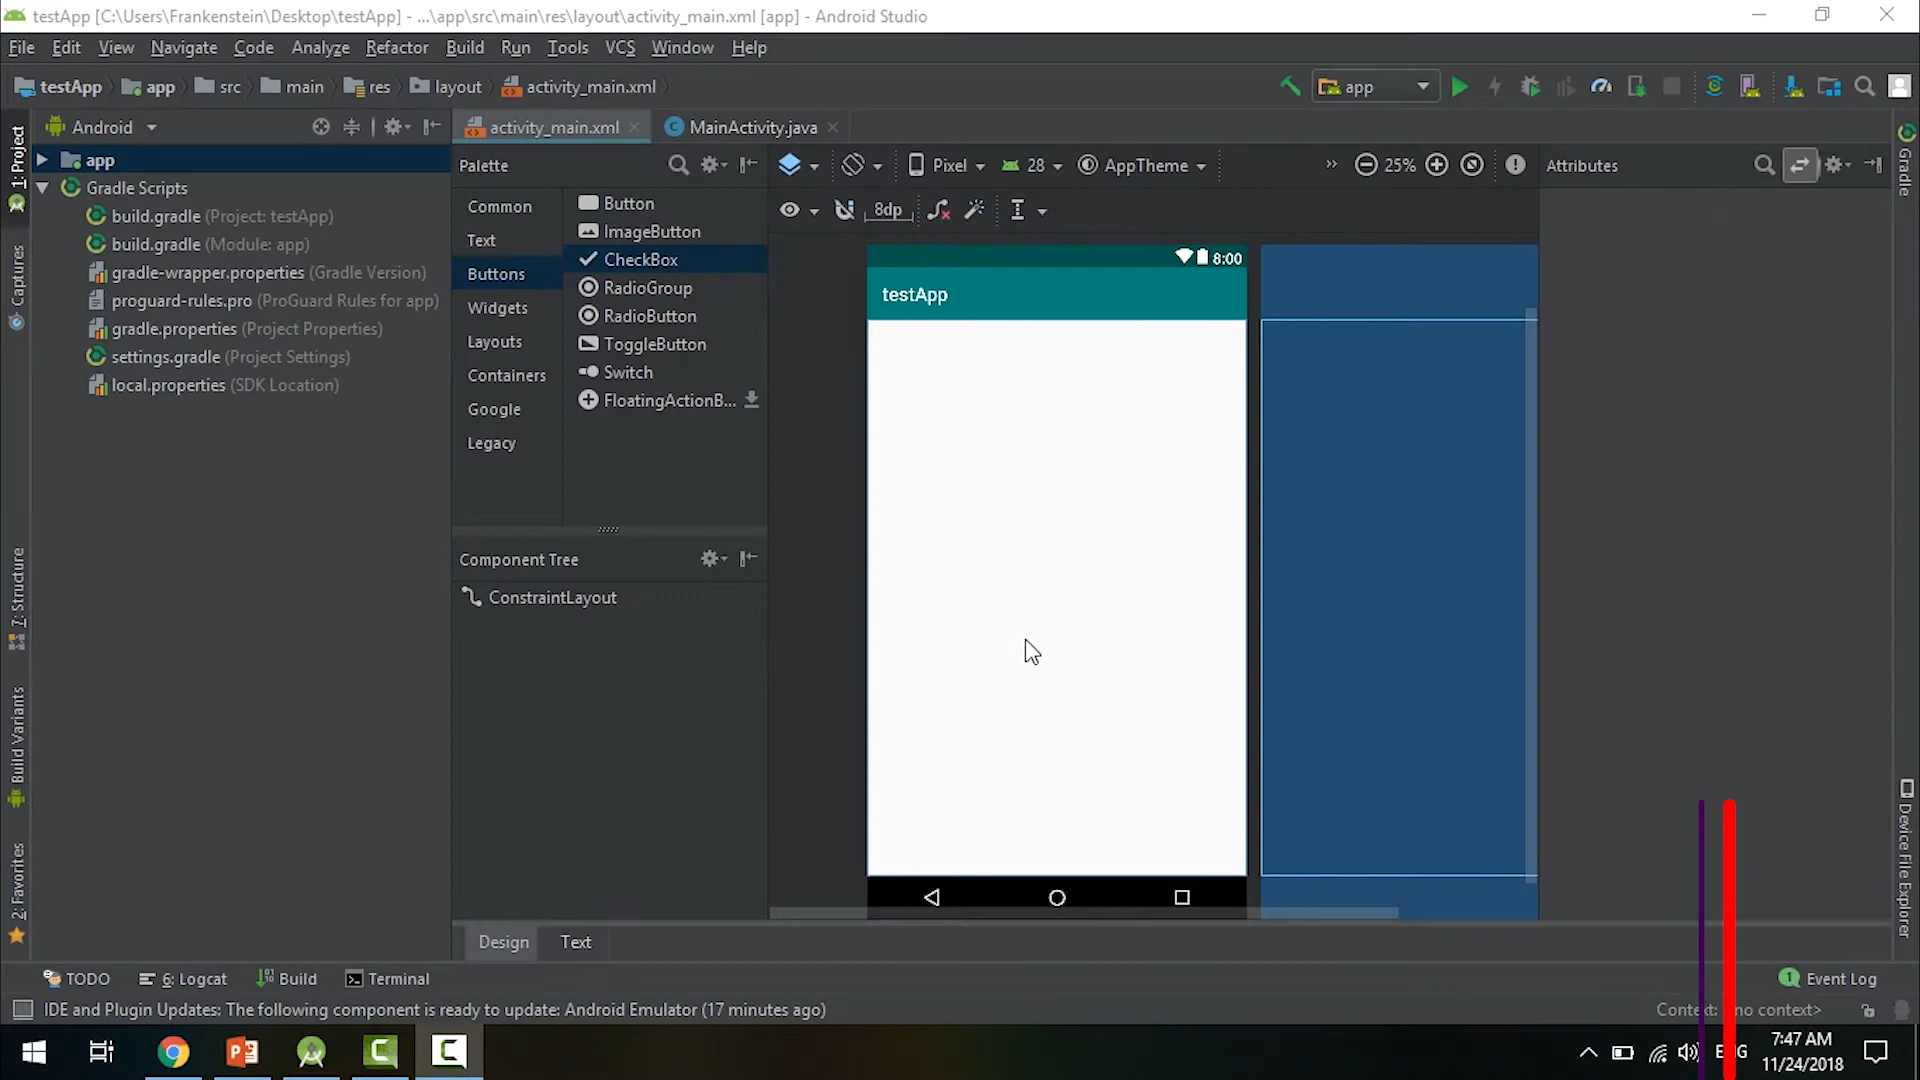 testApp [C:\Users\Frankenstein\Desktop\testApp] - ...\app\src\main\res\layout\activity_main.xml [app] - Android Studio
File Edit View Navigate Code Analyze Refactor Build Run Tools VCS Window Help
testApp app src main res layout activity_main.xml
app
1: Project
Captures
7: Structure
Build Variants
2: Favorites
Android
app
Gradle Scripts
build.gradle (Project: testApp)
build.gradle (Module: app)
gradle-wrapper.properties (Gradle Version)
proguard-rules.pro (ProGuard Rules for app)
gradle.properties (Project Properties)
settings.gradle (Project Settings)
local.properties (SDK Location)
activity_main.xml MainActivity.java
Palette
Common
Text
Buttons
Widgets
Layouts
Containers
Google
Legacy
Button
ImageButton
CheckBox
RadioGroup
RadioButton
ToggleButton
Switch
FloatingActionB...
Component Tree
ConstraintLayout
Pixel 28 AppTheme 25%
8dp
8:00
testApp
Attributes
Gradle
Device File Explorer
Design Text
TODO 6: Logcat Build Terminal
1 Event Log
IDE and Plugin Updates: The following component is ready to update: Android Emulator (17 minutes ago)
Context: no context>
7:47 AM
11/24/2018